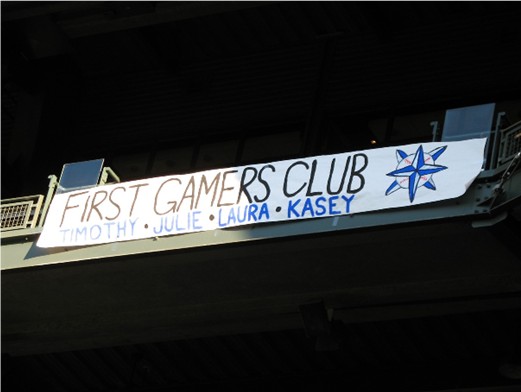 FIRST GAMERS CLUB
TIMOTHY • JULIE • LAURA • KASEY